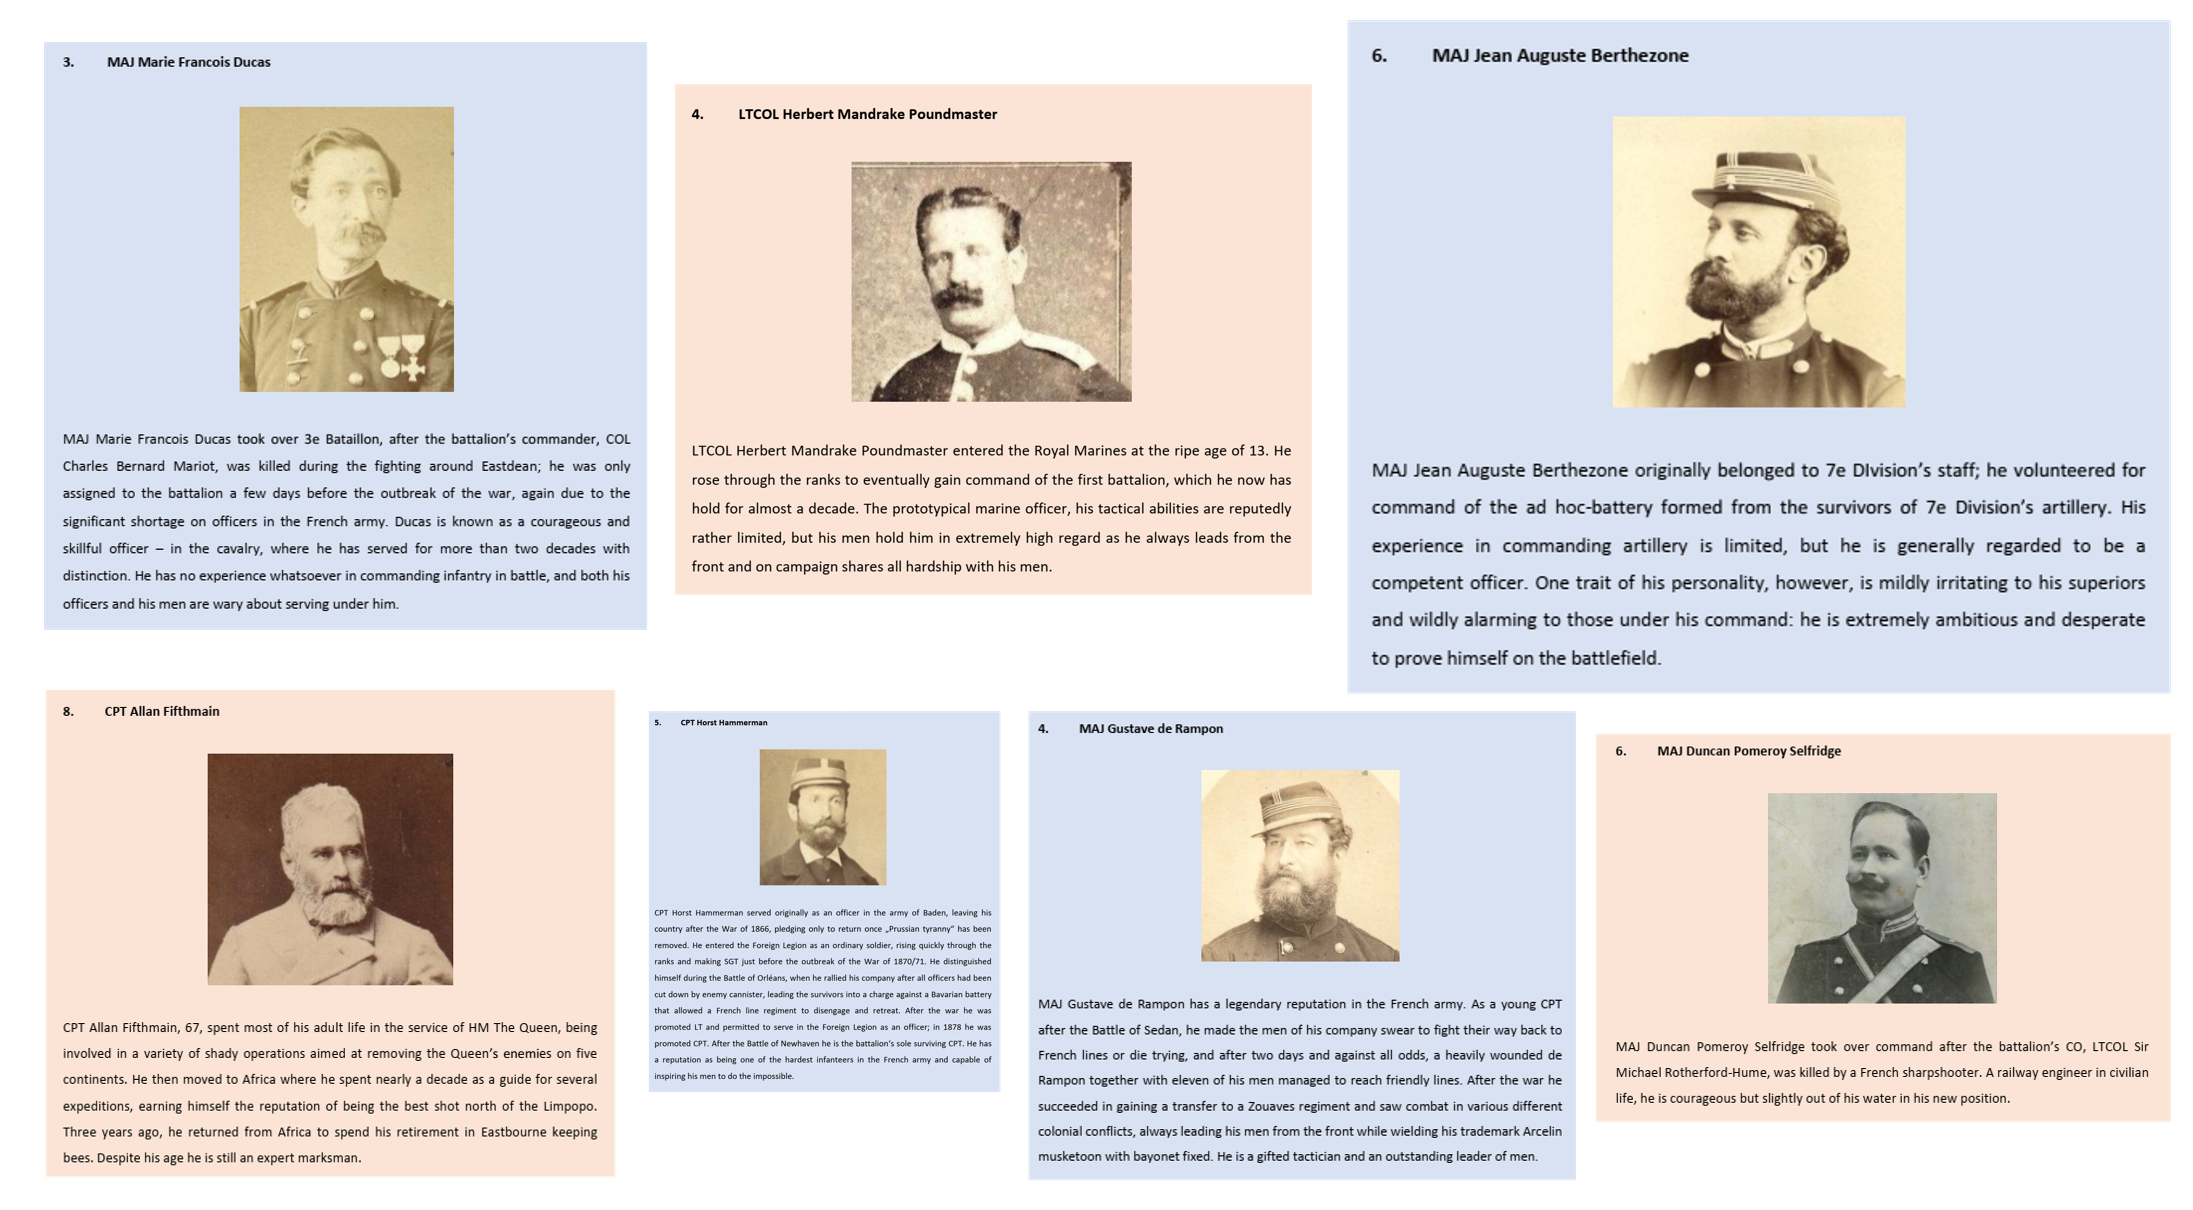 3. MAJ Marie Francois Ducas
MAJ Marie Francois Ducas took over 3e Bataillon, after the battalion's commander, COL
Charles Bernard Mariot, was killed during the fighting around Eastdean; he was only
assigned to the battalion a few days before the outbreak of the war, again due to the
significant shortage on officers in the French army. Ducas is known as a courageous and
skillful officer – in the cavalry, where he has served for more than two decades with
distinction. He has no experience whatsoever in commanding infantry in battle, and both his
officers and his men are wary about serving under him.
4. LTCOL Herbert Mandrake Poundmaster
LTCOL Herbert Mandrake Poundmaster entered the Royal Marines at the ripe age of 13. He
rose through the ranks to eventually gain command of the first battalion, which he now has
hold for almost a decade. The prototypical marine officer, his tactical abilities are reputedly
rather limited, but his men hold him in extremely high regard as he always leads from the
front and on campaign shares all hardship with his men.
6. MAJ Jean Auguste Berthezone
MAJ Jean Auguste Berthezone originally belonged to 7e DIvision's staff; he volunteered for
command of the ad hoc-battery formed from the survivors of 7e Division's artillery. His
experience in commanding artillery is limited, but he is generally regarded to be a
competent officer. One trait of his personality, however, is mildly irritating to his superiors
and wildly alarming to those under his command: he is extremely ambitious and desperate
to prove himself on the battlefield.
8. CPT Allan Fifthmain
CPT Allan Fifthmain, 67, spent most of his adult life in the service of HM The Queen, being
involved in a variety of shady operations aimed at removing the Queen's enemies on five
continents. He then moved to Africa where he spent nearly a decade as a guide for several
expeditions, earning himself the reputation of being the best shot north of the Limpopo.
Three years ago, he returned from Africa to spend his retirement in Eastbourne keeping
bees. Despite his age he is still an expert marksman.
5. CPT Horst Hammerman
CPT Horst Hammerman served originally as an officer in the army of Baden, leaving his
country after the War of 1866, pledging only to return once „Prussian tyranny" has been
removed. He entered the Foreign Legion as an ordinary soldier, rising quickly through the
ranks and making SGT just before the outbreak of the War of 1870/71. He distinguished
himself during the Battle of Orléans, when he rallied his company after all officers had been
cut down by enemy cannister, leading the survivors into a charge against a Bavarian battery
that allowed a French line regiment to disengage and retreat. After the war he was
promoted LT and permitted to serve in the Foreign Legion as an officer; in 1878 he was
promoted CPT. After the Battle of Newhaven he is the battalion's sole surviving CPT. He has
a reputation as being one of the hardest infanteers in the French army and capable of
inspiring his men to do the impossible.
4. MAJ Gustave de Rampon
MAJ Gustave de Rampon has a legendary reputation in the French army. As a young CPT
after the Battle of Sedan, he made the men of his company swear to fight their way back to
French lines or die trying, and after two days and against all odds, a heavily wounded de
Rampon together with eleven of his men managed to reach friendly lines. After the war he
succeeded in gaining a transfer to a Zouaves regiment and saw combat in various different
colonial conflicts, always leading his men from the front while wielding his trademark Arcelin
musketoon with bayonet fixed. He is a gifted tactician and an outstanding leader of men.
6. MAJ Duncan Pomeroy Selfridge
MAJ Duncan Pomeroy Selfridge took over command after the battalion's CO, LTCOL Sir
Michael Rotherford-Hume, was killed by a French sharpshooter. A railway engineer in civilian
life, he is courageous but slightly out of his water in his new position.